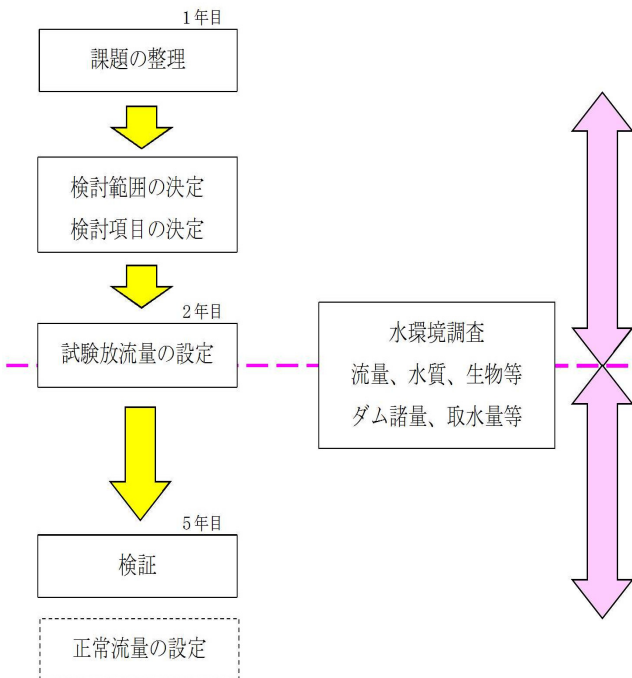 1年目
課題の整理
検討範囲の決定
検討項目の決定
2年目
試験放流量の設定
水環境調査
流量、水質、生物等
ダム諸量、取水量等
5年目
検証
正常流量の設定